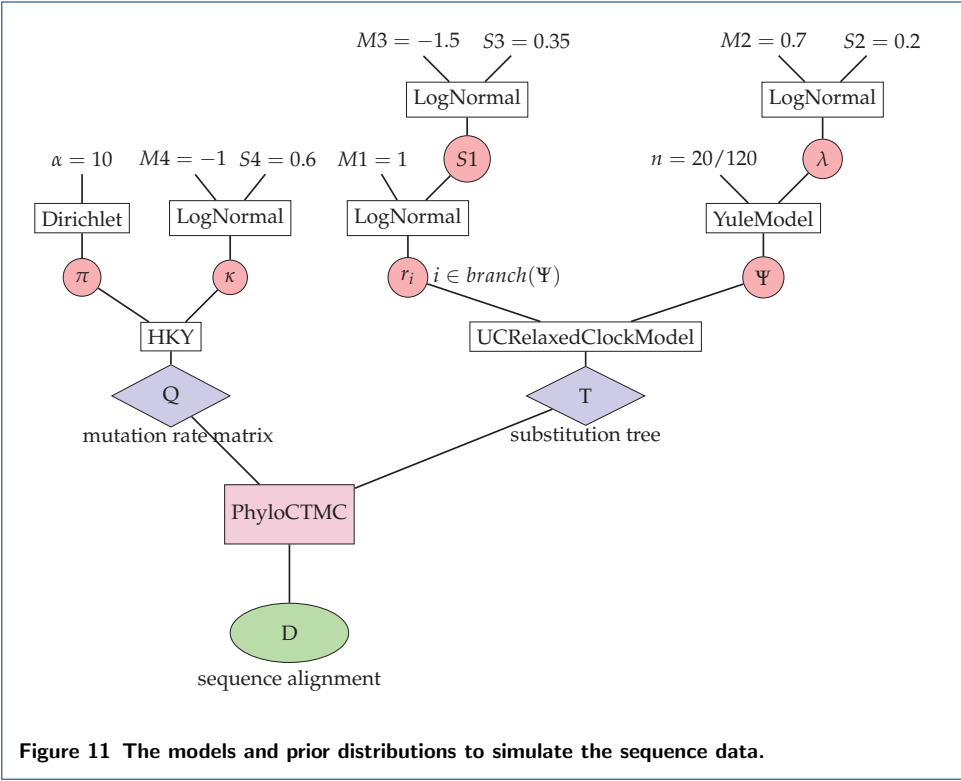 M3 = −1.5 S3 = 0.35 M2 = 0.7 S2 = 0.2
LogNormal LogNormal
α = 10 M4 = −1 S4 = 0.6 M1 = 1 S1 n = 20/120 λ
Dirichlet LogNormal LogNormal YuleModel
π κ r_i i ∈ branch(Ψ) Ψ
HKY UCRelaxedClockModel
Q T
mutation rate matrix substitution tree
PhyloCTMC
D
sequence alignment
Figure 11 The models and prior distributions to simulate the sequence data.